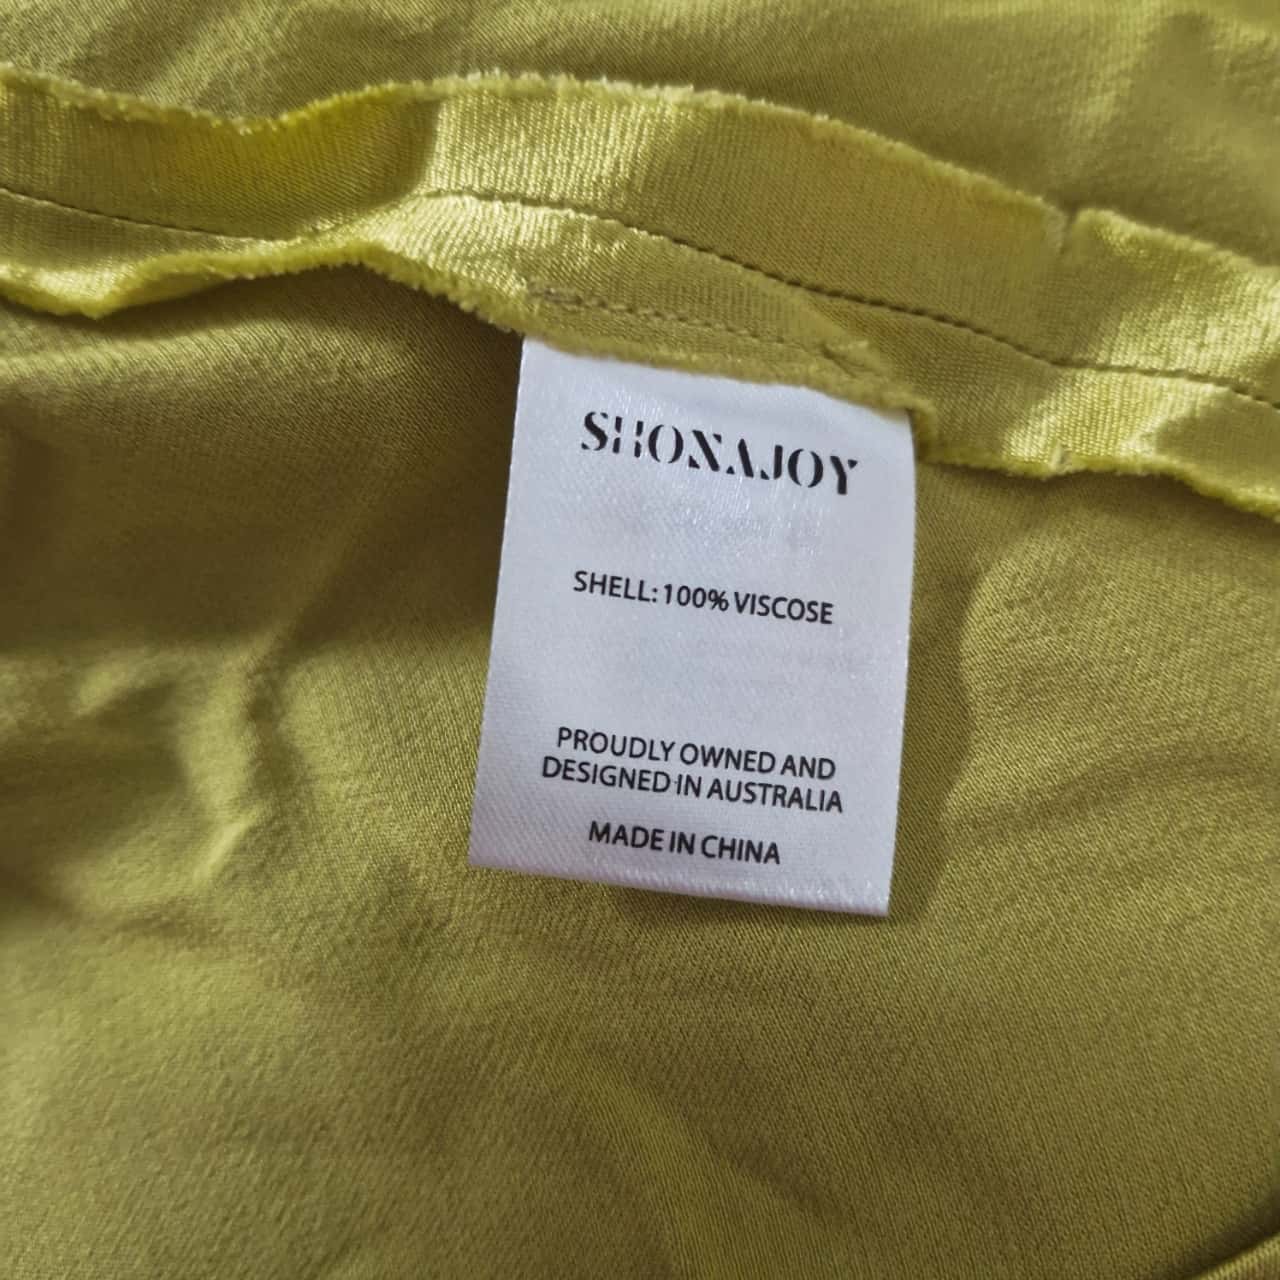 SHONAJOY
SHELL: 100% VISCOSE
PROUDLY OWNED AND
DESIGNED IN AUSTRALIA
MADE IN CHINA